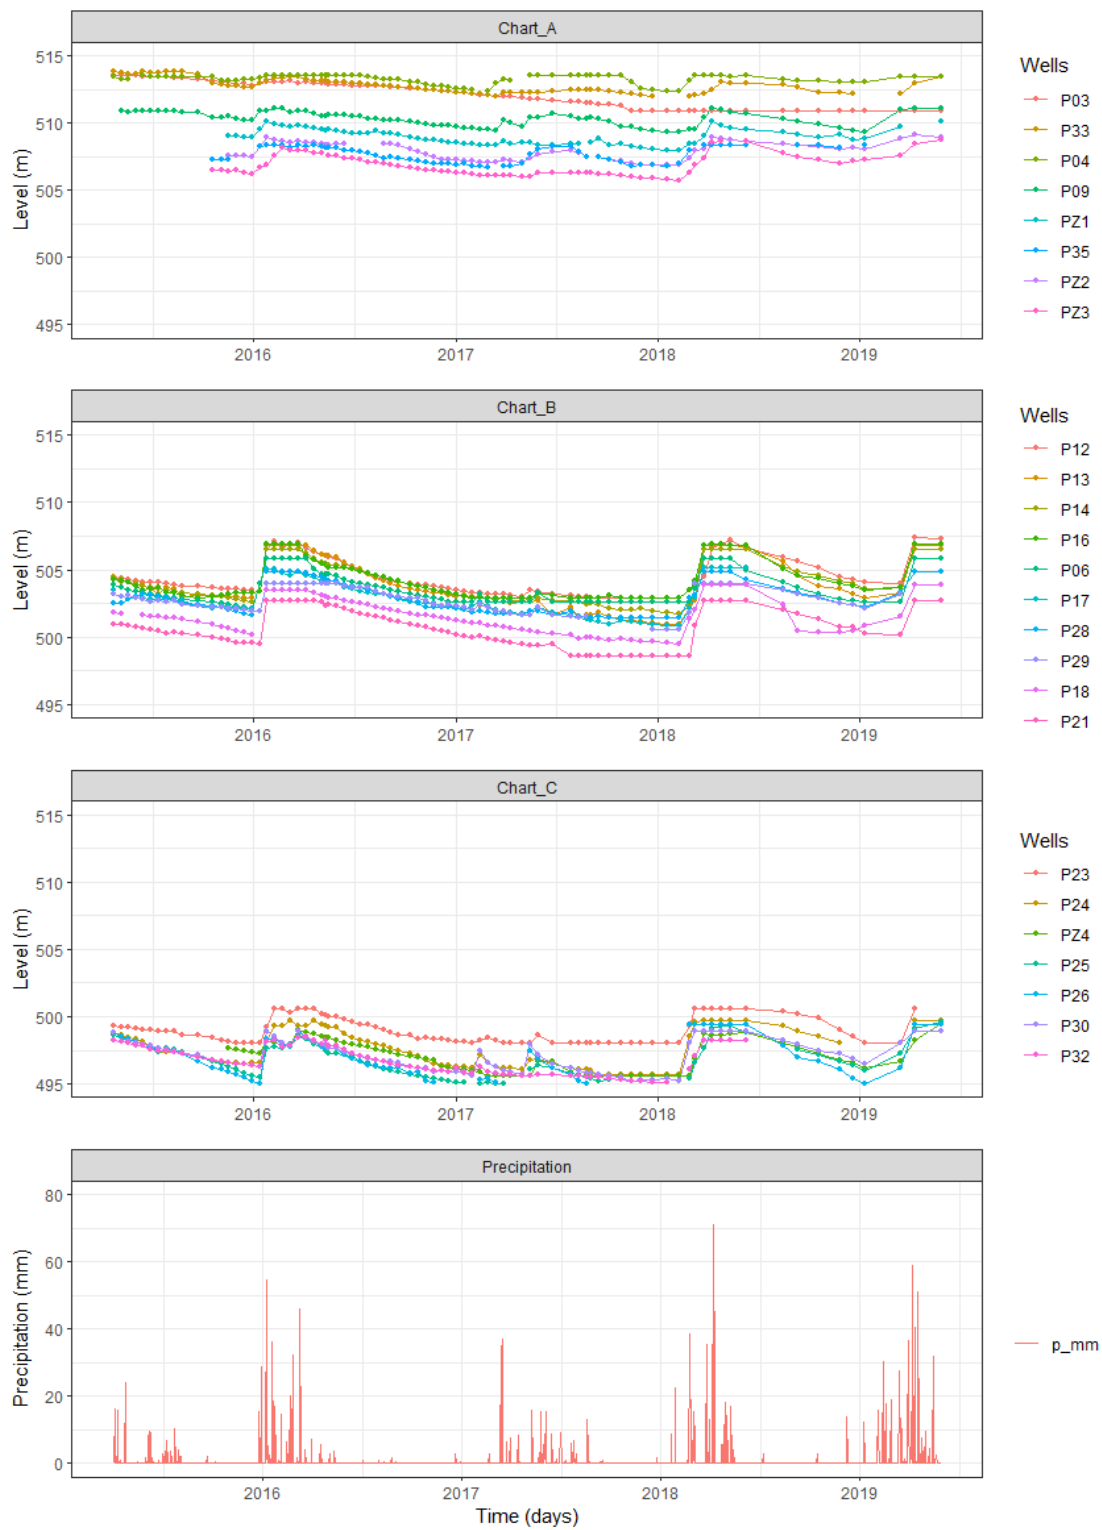 Chart_A
Level (m)
515
510
505
500
495
2016
2017
2018
2019
Wells
P03
P33
P04
P09
PZ1
P35
PZ2
PZ3
Chart_B
Level (m)
515
510
505
500
495
2016
2017
2018
2019
Wells
P12
P13
P14
P16
P06
P17
P28
P29
P18
P21
Chart_C
Level (m)
515
510
505
500
495
2016
2017
2018
2019
Wells
P23
P24
PZ4
P25
P26
P30
P32
Precipitation
Precipitation (mm)
80
60
40
20
0
2016
2017
2018
2019
Time (days)
p_mm